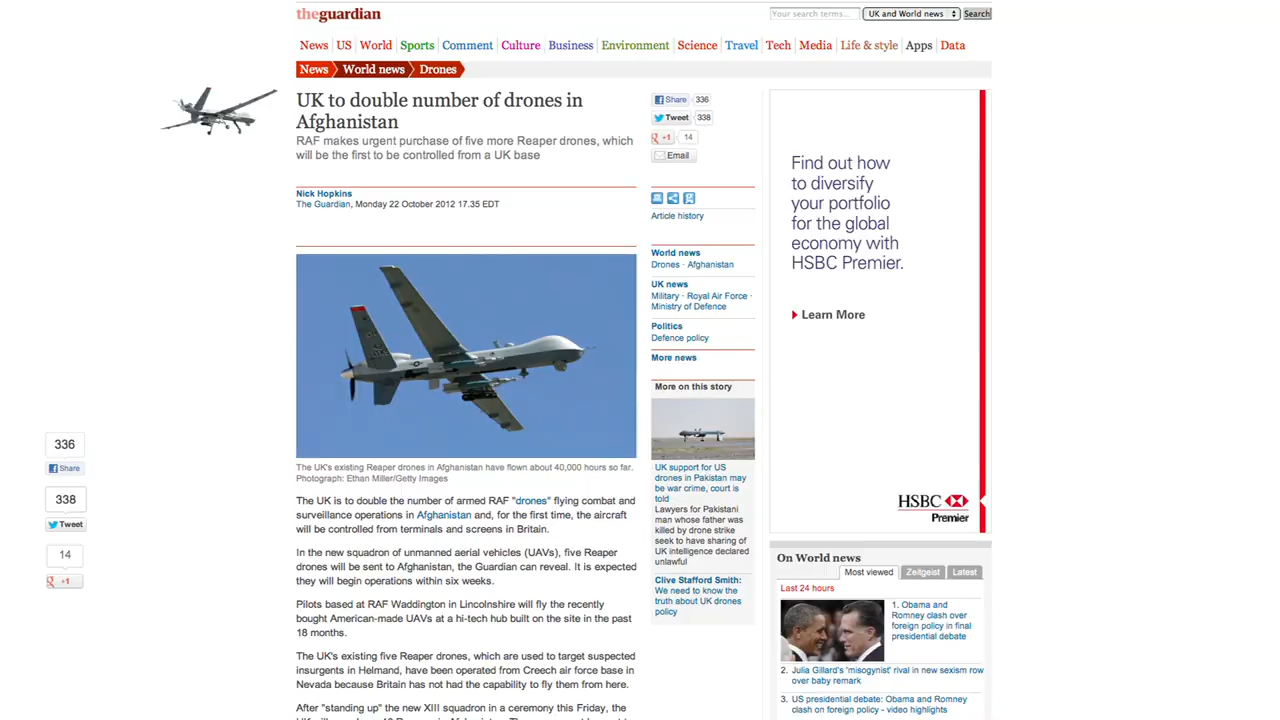 theguardian
Your search terms...
UK and World news
Search
News US World Sports Comment Culture Business Environment Science Travel Tech Media Life & style Apps Data
News World news Drones
UK to double number of drones in
Afghanistan
RAF makes urgent purchase of five more Reaper drones, which
will be the first to be controlled from a UK base
Nick Hopkins
The Guardian, Monday 22 October 2012 17.35 EDT
The UK's existing Reaper drones in Afghanistan have flown about 40,000 hours so far.
Photograph: Ethan Miller/Getty Images
The UK is to double the number of armed RAF "drones" flying combat and
surveillance operations in Afghanistan and, for the first time, the aircraft
will be controlled from terminals and screens in Britain.
In the new squadron of unmanned aerial vehicles (UAVs), five Reaper
drones will be sent to Afghanistan, the Guardian can reveal. It is expected
they will begin operations within six weeks.
Pilots based at RAF Waddington in Lincolnshire will fly the recently
bought American-made UAVs at a hi-tech hub built on the site in the past
18 months.
The UK's existing five Reaper drones, which are used to target suspected
insurgents in Helmand, have been operated from Creech air force base in
Nevada because Britain has not had the capability to fly them from here.
After "standing up" the new XIII squadron in a ceremony this Friday, the
Share 336
Tweet 338
+1 14
Email
Article history
World news
Drones · Afghanistan
UK news
Military · Royal Air Force ·
Ministry of Defence
Politics
Defence policy
More news
More on this story
UK support for US
drones in Pakistan may
be war crime, court is
told
Lawyers for Pakistani
man whose father was
killed by drone strike
seek to have sharing of
UK intelligence declared
unlawful
Clive Stafford Smith:
We need to know the
truth about UK drones
policy
Find out how
to diversify
your portfolio
for the global
economy with
HSBC Premier.
Learn More
HSBC
Premier
On World news
Most viewed Zeitgeist Latest
Last 24 hours
1. Obama and
Romney clash over
foreign policy in final
presidential debate
2. Julia Gillard's 'misogynist' rival in new sexism row
over baby remark
3. US presidential debate: Obama and Romney
clash on foreign policy - video highlights
336
Share
338
Tweet
14
+1